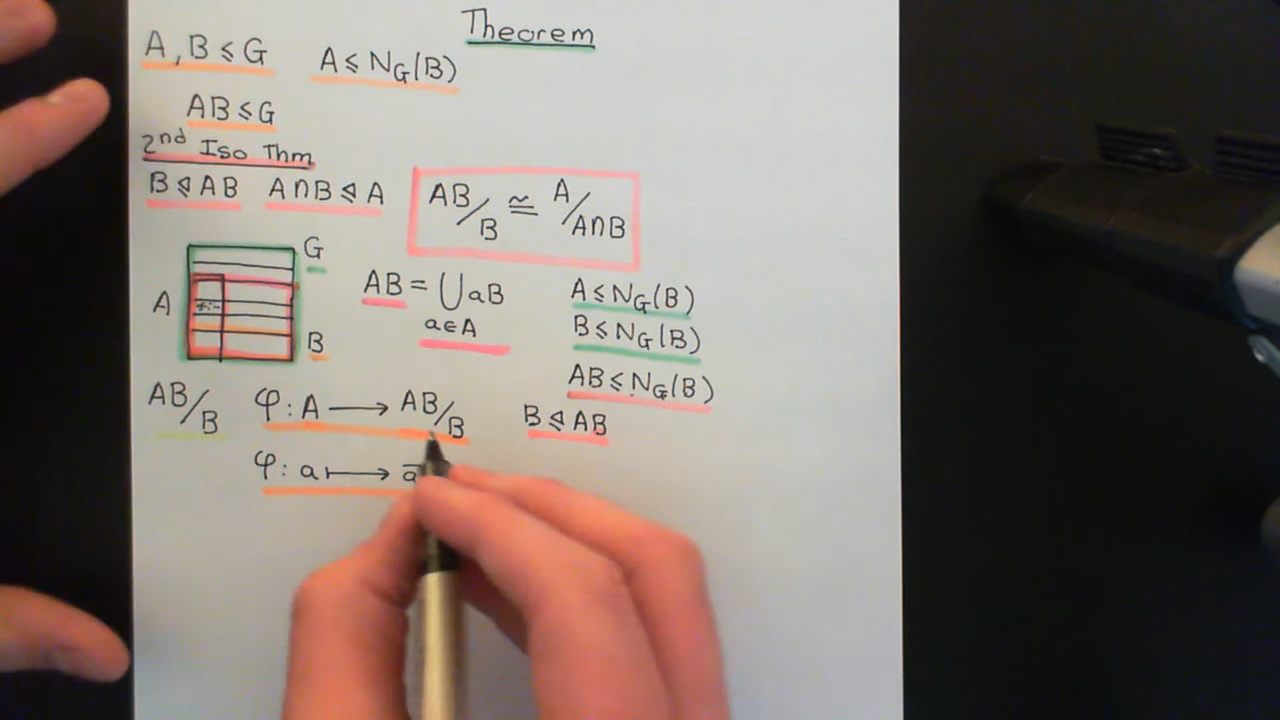 Theorem
A, B ≤ G   A ≤ N_G(B)
AB ≤ G
2nd Iso Thm
B ⊴ AB   A∩B ⊴ A   AB/B ≅ A/A∩B
G
A
B
AB = ⋃ aB
a∈A
A ≤ N_G(B)
B ≤ N_G(B)
AB ≤ N_G(B)
B ⊴ AB
AB/B   φ: A ⟶ AB/B
φ: a ⟼ a